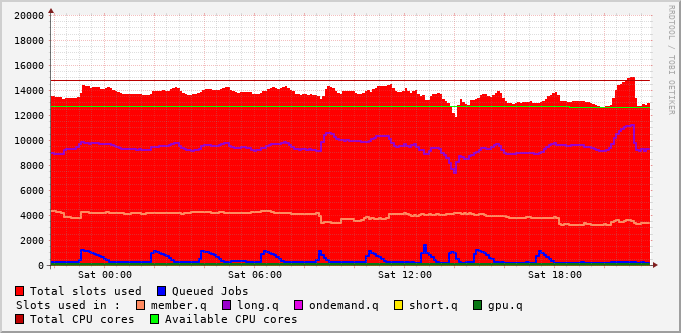 RRDTOOL / TOBI OETIKER
20000
18000
16000
14000
12000
10000
8000
6000
4000
2000
0
Sat 00:00 Sat 06:00 Sat 12:00 Sat 18:00
Total slots used Queued Jobs
Slots used in : member.q long.q ondemand.q short.q gpu.q
Total CPU cores Available CPU cores